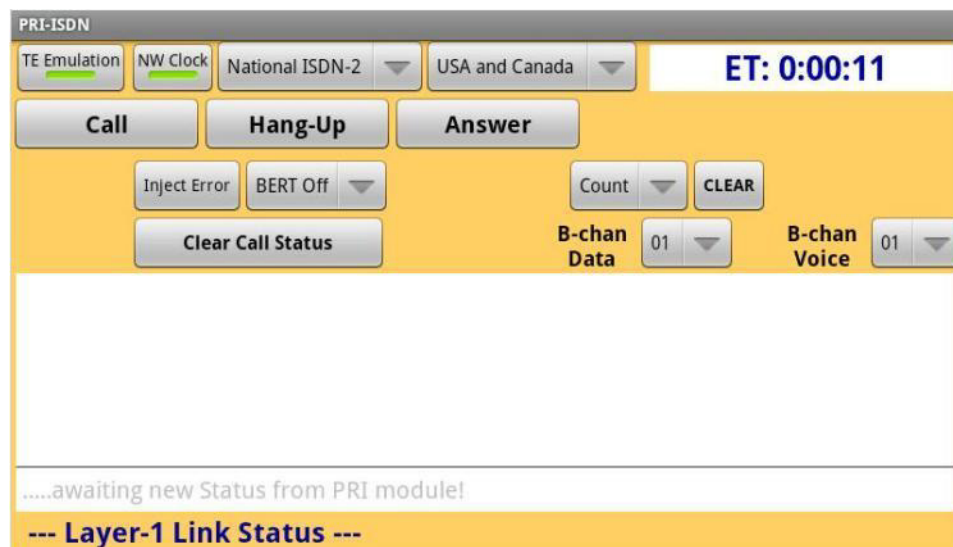 PRI-ISDN
TE Emulation NW Clock National ISDN-2 USA and Canada ET: 0:00:11
Call Hang-Up Answer
Inject Error BERT Off Count CLEAR
Clear Call Status B-chan Data 01 B-chan Voice 01
.....awaiting new Status from PRI module!
--- Layer-1 Link Status ---